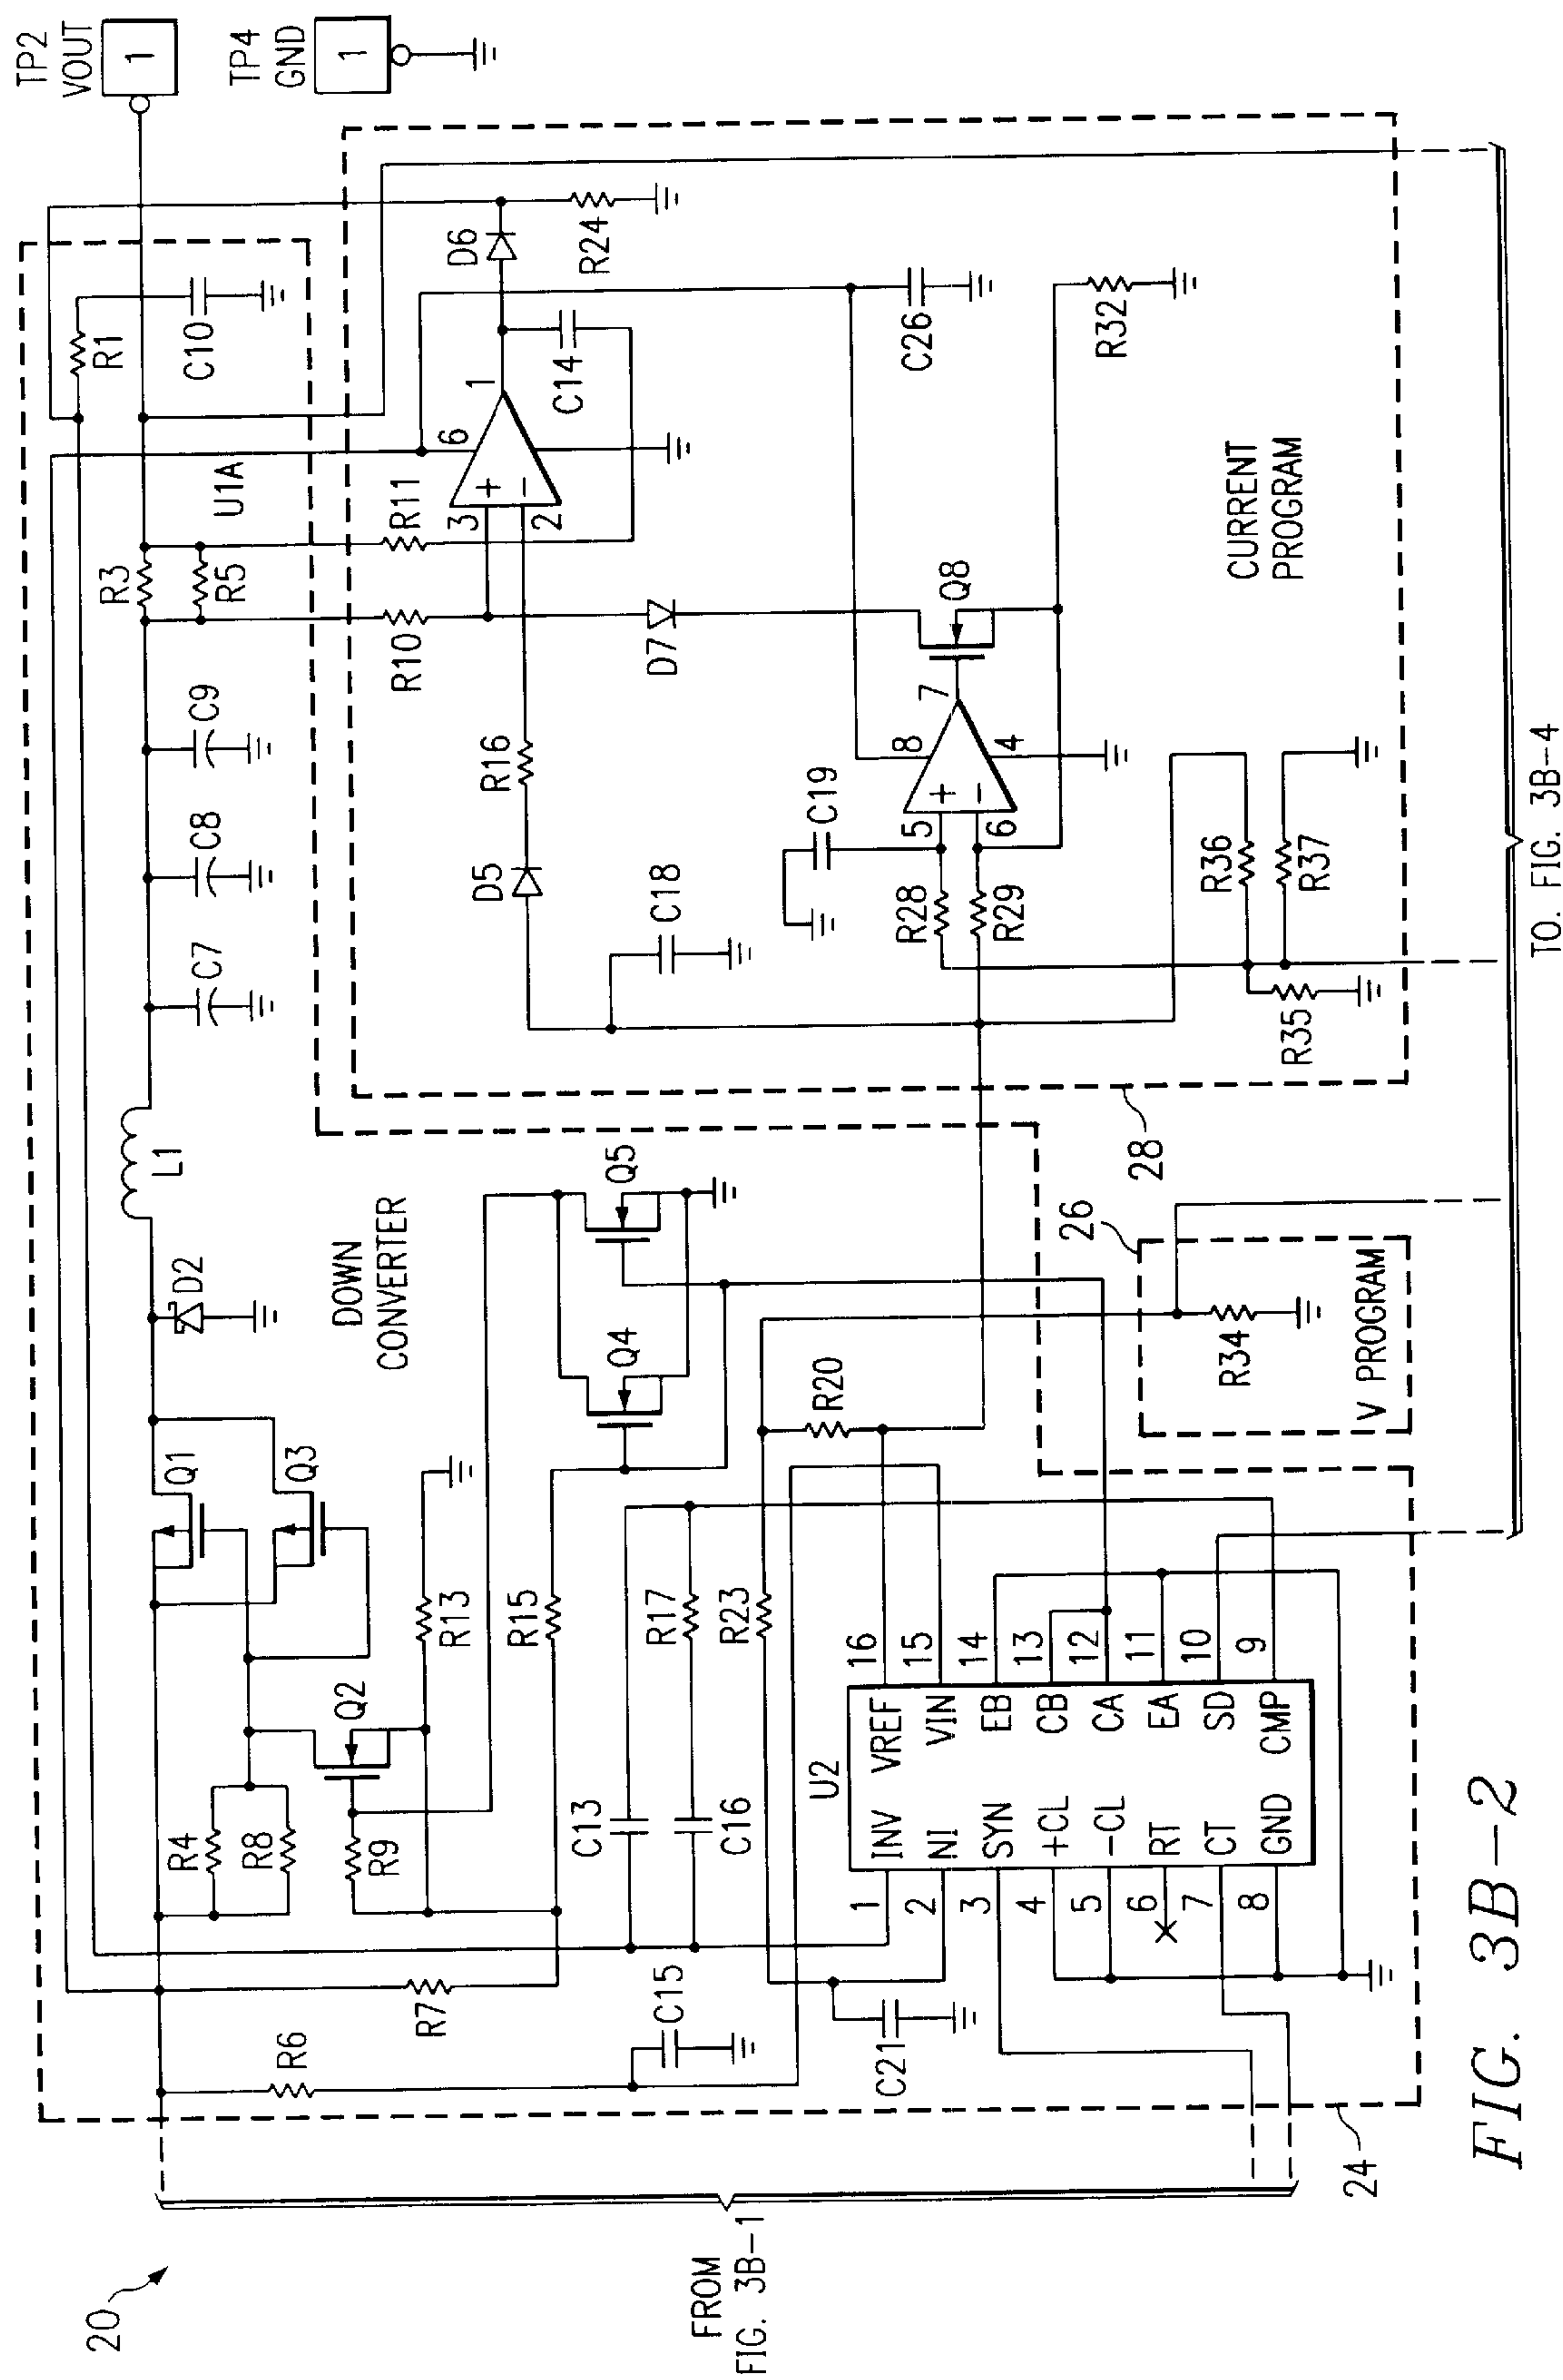 20
FROM
FIG. 3B-1
TP2
VOUT
1
TP4
GND
1
R1
C10
R3
R5
U1A
C7
C8
C9
L1
D2
DOWN
CONVERTER
Q1
Q3
Q2
R4
R8
R9
R13
R15
R7
R6
C15
C13
C16
R17
R23
C21
Q4
Q5
R20
U2
1 INV
2 NI
3 SYN
4 +CL
5 -CL
6 RT
7 CT
8 GND
VREF 16
VIN 15
EB 14
CB 13
CA 12
EA 11
SD 10
CMP 9
24
R34
V PROGRAM
26
28
R10
R11
3
+
2
-
6
1
D6
R24
C14
D5
R16
C18
D7
C26
Q8
R32
C19
5
+
6
-
8
4
7
R28
R29
R36
R37
R35
CURRENT
PROGRAM
TO. FIG. 3B-4
FIG. 3B-2